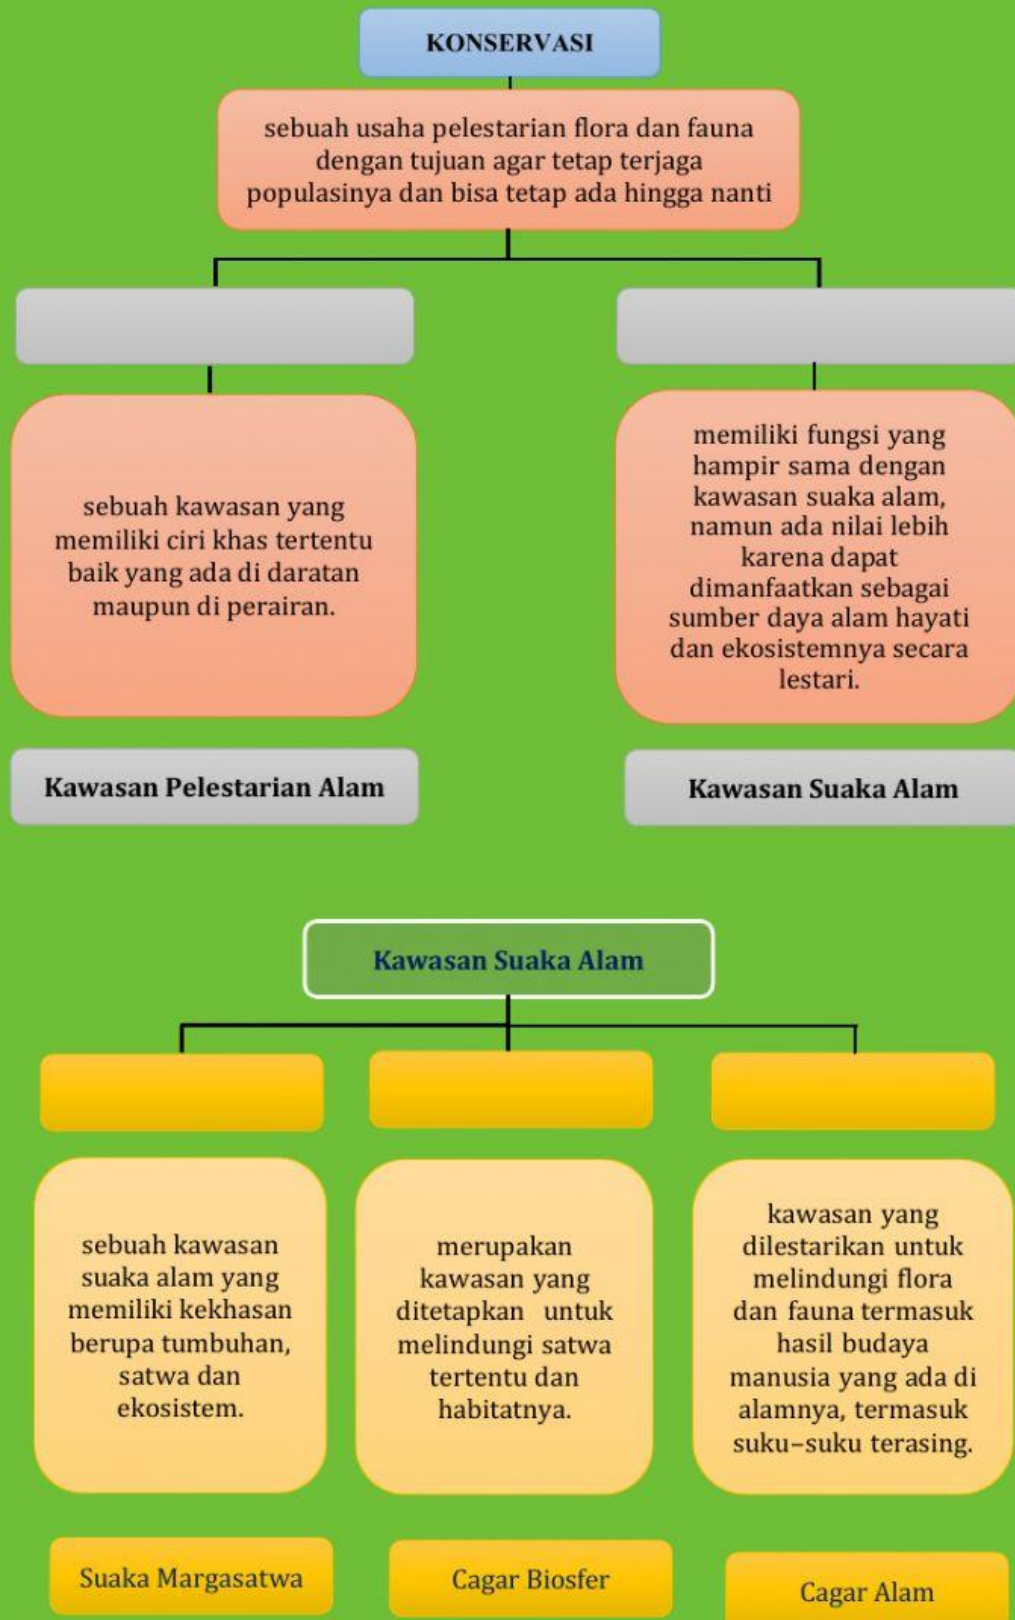 KONSERVASI
sebuah usaha pelestarian flora dan fauna
dengan tujuan agar tetap terjaga
populasinya dan bisa tetap ada hingga nanti
sebuah kawasan yang
memiliki ciri khas tertentu
baik yang ada di daratan
maupun di perairan.
memiliki fungsi yang
hampir sama dengan
kawasan suaka alam,
namun ada nilai lebih
karena dapat
dimanfaatkan sebagai
sumber daya alam hayati
dan ekosistemnya secara
lestari.
Kawasan Pelestarian Alam
Kawasan Suaka Alam
Kawasan Suaka Alam
sebuah kawasan
suaka alam yang
memiliki kekhasan
berupa tumbuhan,
satwa dan
ekosistem.
merupakan
kawasan yang
ditetapkan untuk
melindungi satwa
tertentu dan
habitatnya.
kawasan yang
dilestarikan untuk
melindungi flora
dan fauna termasuk
hasil budaya
manusia yang ada di
alamnya, termasuk
suku–suku terasing.
Suaka Margasatwa
Cagar Biosfer
Cagar Alam